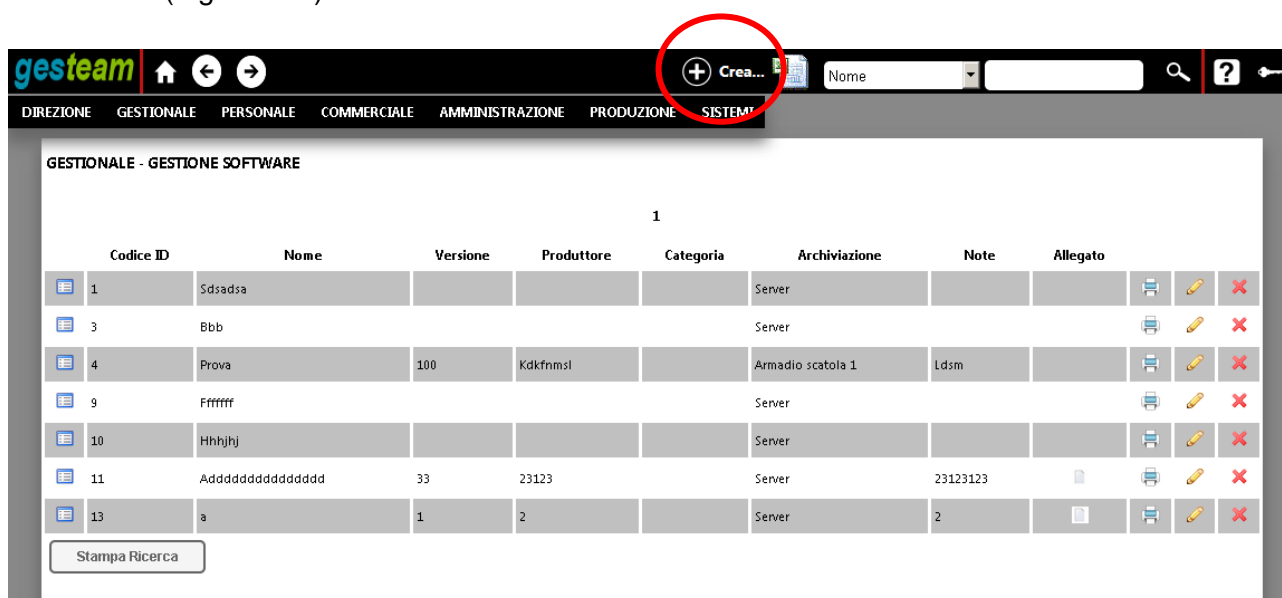 gesteam Crea... Nome
DIREZIONE GESTIONALE PERSONALE COMMERCIALE AMMINISTRAZIONE PRODUZIONE SISTEMI
GESTIONALE - GESTIONE SOFTWARE
1
Codice ID Nome Versione Produttore Categoria Archiviazione Note Allegato
1 Sdsadsa Server
3 Bbb Server
4 Prova 100 Kdkfnmsl Armadio scatola 1 Ldsm
9 Fffffff Server
10 Hhhjhj Server
11 Addddddddddddddd 33 23123 Server 23123123
13 a 1 2 Server 2
Stampa Ricerca